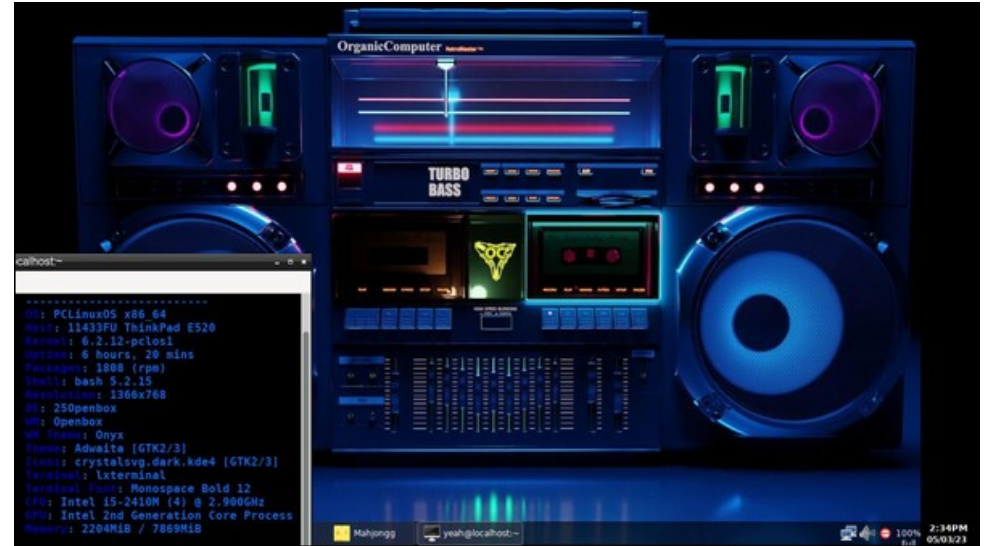 OrganicComputer
TURBO
BASS
OC
calhost:~
---------------------------
OS: PCLinuxOS x86_64
Host: 11433FU ThinkPad E520
Kernel: 6.2.12-pclos1
Uptime: 6 hours, 20 mins
Packages: 1808 (rpm)
Shell: bash 5.2.15
Resolution: 1366x768
DE: 25Openbox
WM: Openbox
WM Theme: Onyx
Theme: Adwaita [GTK2/3]
Icons: crystalsvg.dark.kde4 [GTK2/3]
Terminal: lxterminal
Terminal Font: Monospace Bold 12
CPU: Intel i5-2410M (4) @ 2.900GHz
GPU: Intel 2nd Generation Core Process
Memory: 2204MiB / 7869MiB
Mahjongg
yeah@localhost:~
100%
full
2:34PM
05/03/23